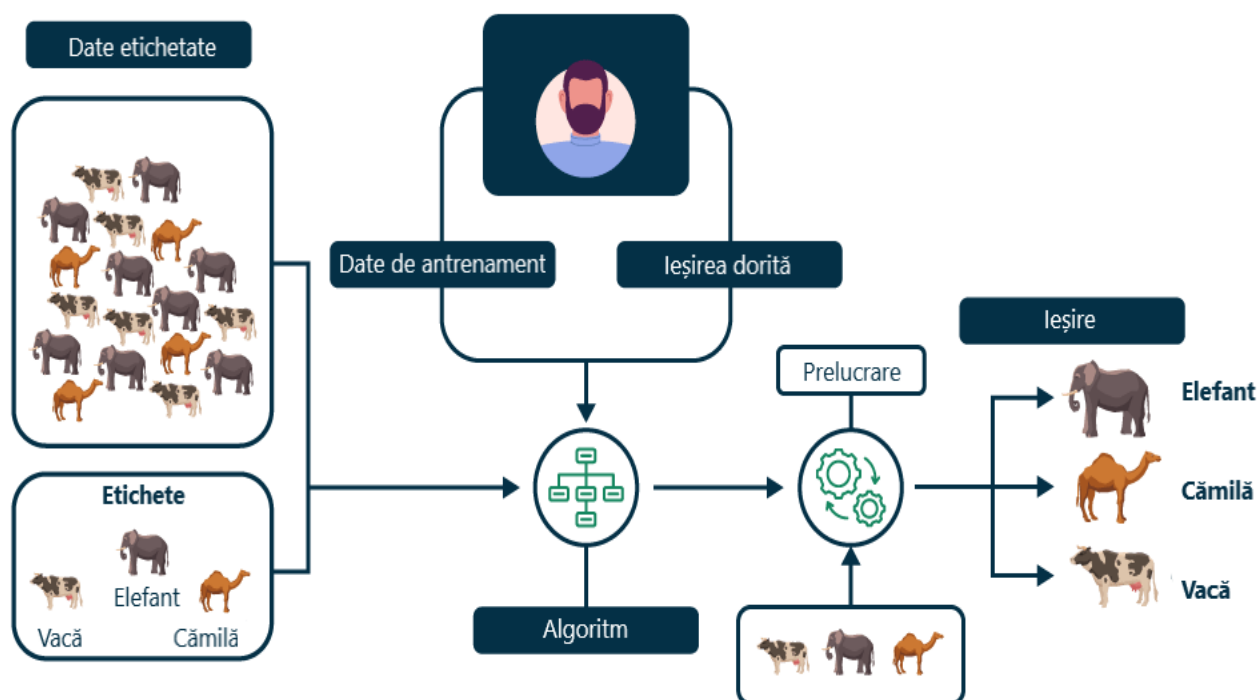 Date etichetate
Date de antrenament
Ieșirea dorită
Ieșire
Prelucrare
Elefant
Cămilă
Vacă
Etichete
Elefant
Vacă
Cămilă
Algoritm